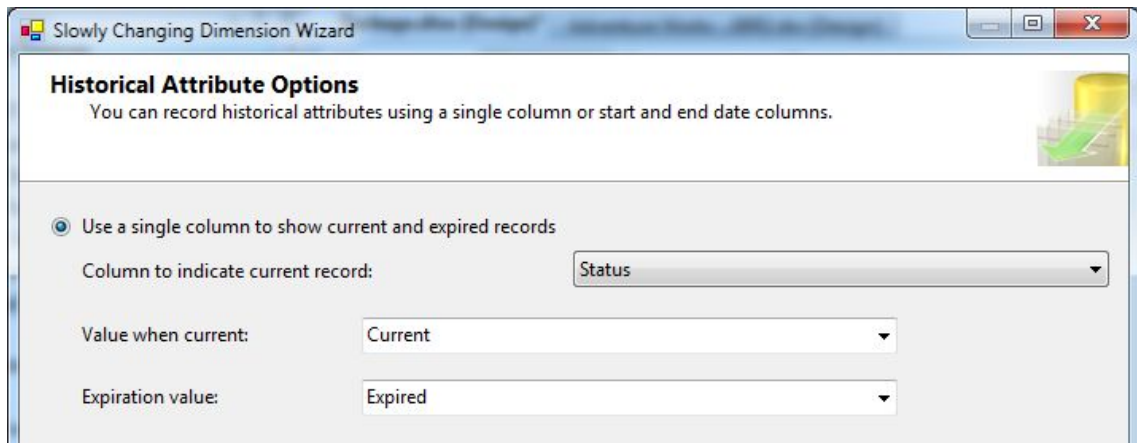 Slowly Changing Dimension Wizard
Historical Attribute Options
You can record historical attributes using a single column or start and end date columns.
Use a single column to show current and expired records
Column to indicate current record: Status
Value when current: Current
Expiration value: Expired